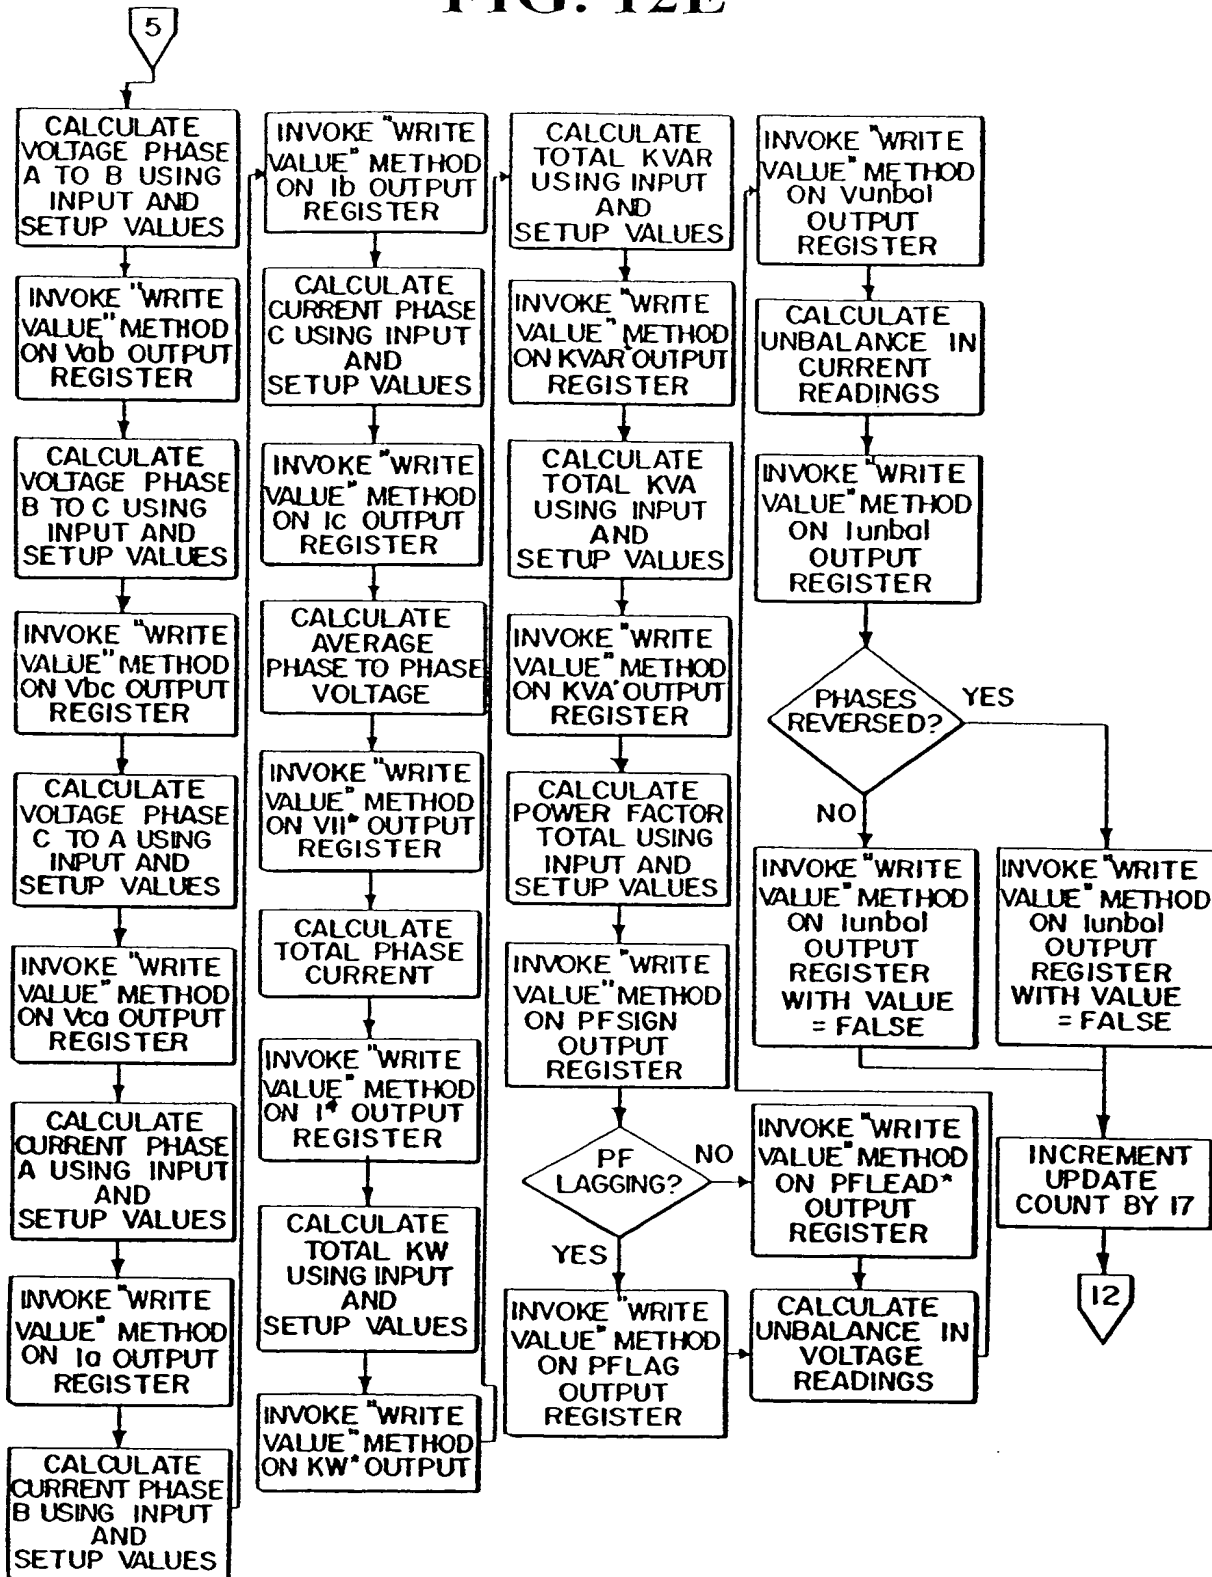 FIG. 12E
5
CALCULATE
VOLTAGE PHASE
A TO B USING
INPUT AND
SETUP VALUES
INVOKE "WRITE
VALUE" METHOD
ON Vab OUTPUT
REGISTER
CALCULATE
VOLTAGE PHASE
B TO C USING
INPUT AND
SETUP VALUES
INVOKE "WRITE
VALUE" METHOD
ON Vbc OUTPUT
REGISTER
CALCULATE
VOLTAGE PHASE
C TO A USING
INPUT AND
SETUP VALUES
INVOKE "WRITE
VALUE" METHOD
ON Vca OUTPUT
REGISTER
CALCULATE
CURRENT PHASE
A USING INPUT
AND
SETUP VALUES
INVOKE "WRITE
VALUE" METHOD
ON Ia OUTPUT
REGISTER
CALCULATE
CURRENT PHASE
B USING INPUT
AND
SETUP VALUES
INVOKE "WRITE
VALUE" METHOD
ON Ib OUTPUT
REGISTER
CALCULATE
CURRENT PHASE
C USING INPUT
AND
SETUP VALUES
INVOKE "WRITE
VALUE" METHOD
ON Ic OUTPUT
REGISTER
CALCULATE
AVERAGE
PHASE TO PHASE
VOLTAGE
INVOKE "WRITE
VALUE" METHOD
ON Vll* OUTPUT
REGISTER
CALCULATE
TOTAL PHASE
CURRENT
INVOKE "WRITE
VALUE" METHOD
ON I* OUTPUT
REGISTER
CALCULATE
TOTAL KW
USING INPUT
AND
SETUP VALUES
INVOKE "WRITE
VALUE" METHOD
ON KW* OUTPUT
CALCULATE
TOTAL KVAR
USING INPUT
AND
SETUP VALUES
INVOKE "WRITE
VALUE" METHOD
ON KVAR* OUTPUT
REGISTER
CALCULATE
TOTAL KVA
USING INPUT
AND
SETUP VALUES
INVOKE "WRITE
VALUE" METHOD
ON KVA* OUTPUT
REGISTER
CALCULATE
POWER FACTOR
TOTAL USING
INPUT AND
SETUP VALUES
INVOKE "WRITE
VALUE" METHOD
ON PFSIGN
OUTPUT
REGISTER
PF
LAGGING?
NO
YES
INVOKE "WRITE
VALUE" METHOD
ON PFLAG
OUTPUT
REGISTER
INVOKE "WRITE
VALUE" METHOD
ON PFLEAD*
OUTPUT
REGISTER
CALCULATE
UNBALANCE IN
VOLTAGE
READINGS
INVOKE "WRITE
VALUE" METHOD
ON Vunbal
OUTPUT
REGISTER
CALCULATE
UNBALANCE IN
CURRENT
READINGS
INVOKE "WRITE
VALUE" METHOD
ON Iunbal
OUTPUT
REGISTER
PHASES
REVERSED?
YES
NO
INVOKE "WRITE
VALUE" METHOD
ON Iunbal
OUTPUT
REGISTER
WITH VALUE
= FALSE
INVOKE "WRITE
VALUE" METHOD
ON Iunbal
OUTPUT
REGISTER
WITH VALUE
= FALSE
INCREMENT
UPDATE
COUNT BY 17
12